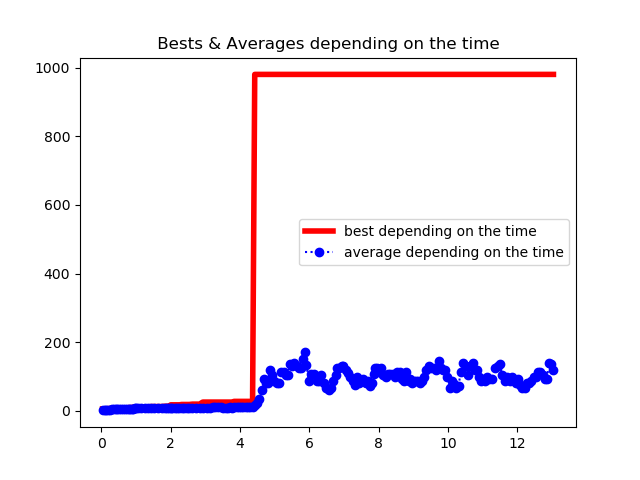 Bests & Averages depending on the time
1000
800
600
400
200
0
best depending on the time
average depending on the time
0 2 4 6 8 10 12